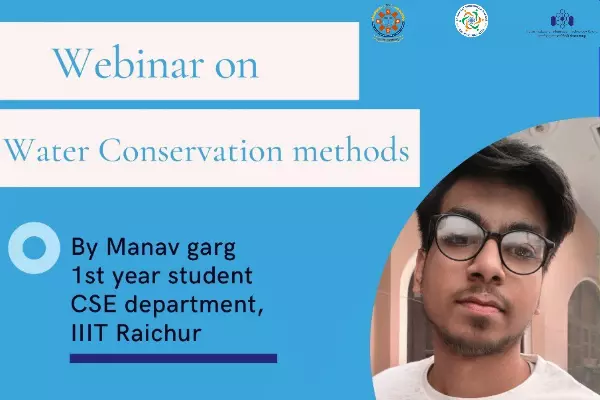 Webinar on
Water Conservation methods
By Manav garg
1st year student
CSE department,
IIIT Raichur